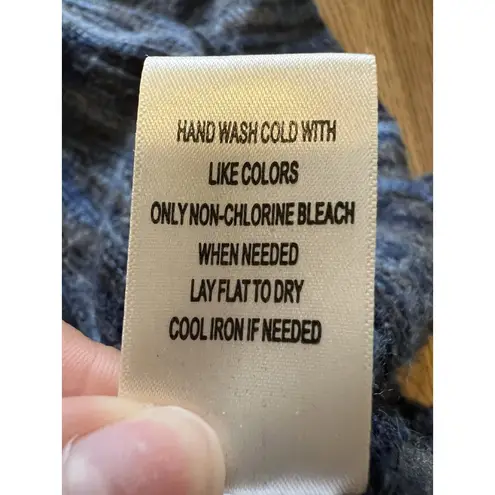 HAND WASH COLD WITH
LIKE COLORS
ONLY NON-CHLORINE BLEACH
WHEN NEEDED
LAY FLAT TO DRY
COOL IRON IF NEEDED